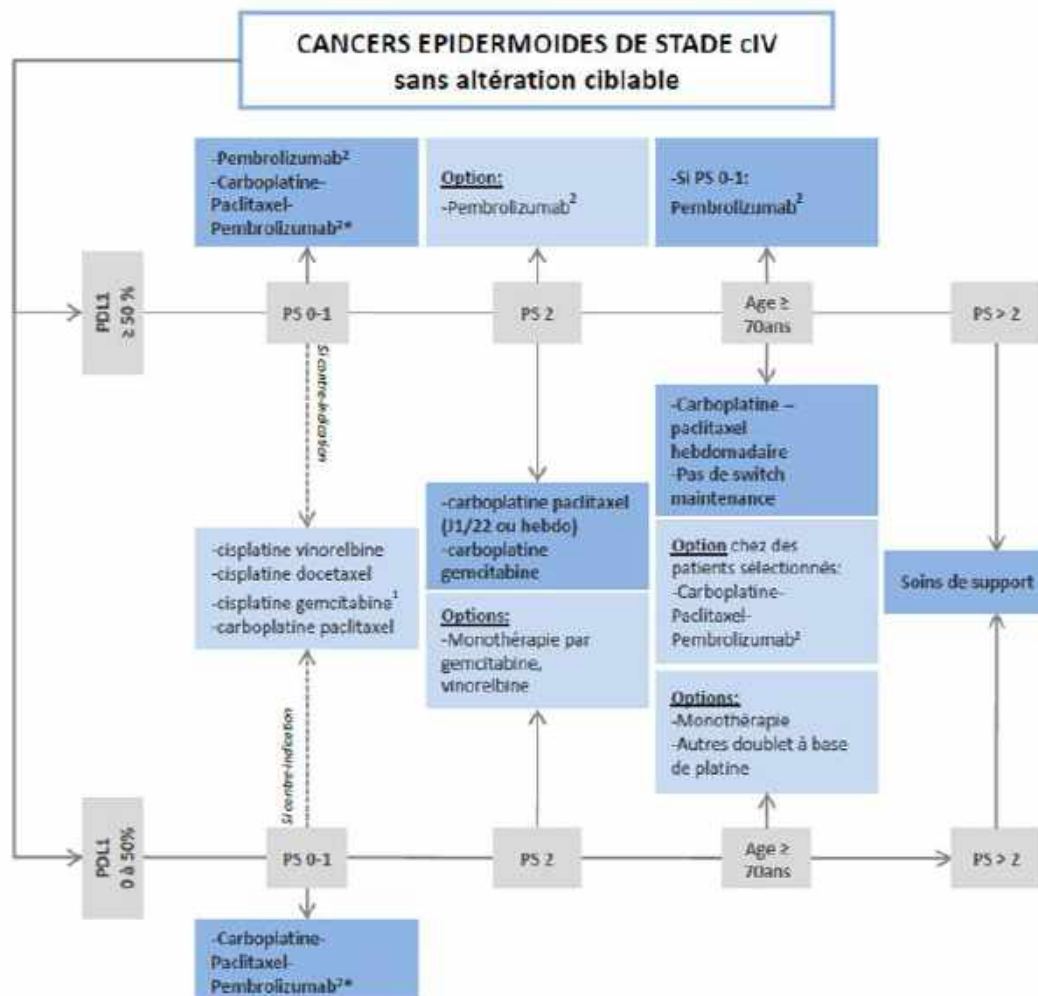 CANCERS EPIDERMOIDES DE STADE cIV
sans altération ciblable
-Pembrolizumab²
-Carboplatine-
Paclitaxel-
Pembrolizumab²*
Option:
-Pembrolizumab²
-Si PS 0-1:
Pembrolizumab²
PDL1
≥ 50 %
PS 0-1
PS 2
Age ≥
70ans
PS > 2
Si contre-indication
-cisplatine vinorelbine
-cisplatine docetaxel
-cisplatine gemcitabine¹
-carboplatine paclitaxel
-carboplatine paclitaxel
(J1/22 ou hebdo)
-carboplatine
gemcitabine
Options:
-Monothérapie par
gemcitabine,
vinorelbine
-Carboplatine –
paclitaxel
hebdomadaire
-Pas de switch
maintenance
Option chez des
patients sélectionnés:
-Carboplatine-
Paclitaxel-
Pembrolizumab²
Options:
-Monothérapie
-Autres doublet à base
de platine
Soins de support
Si contre-indication
PDL1
0 à 50%
PS 0-1
PS 2
Age ≥
70ans
PS > 2
-Carboplatine-
Paclitaxel-
Pembrolizumab²*